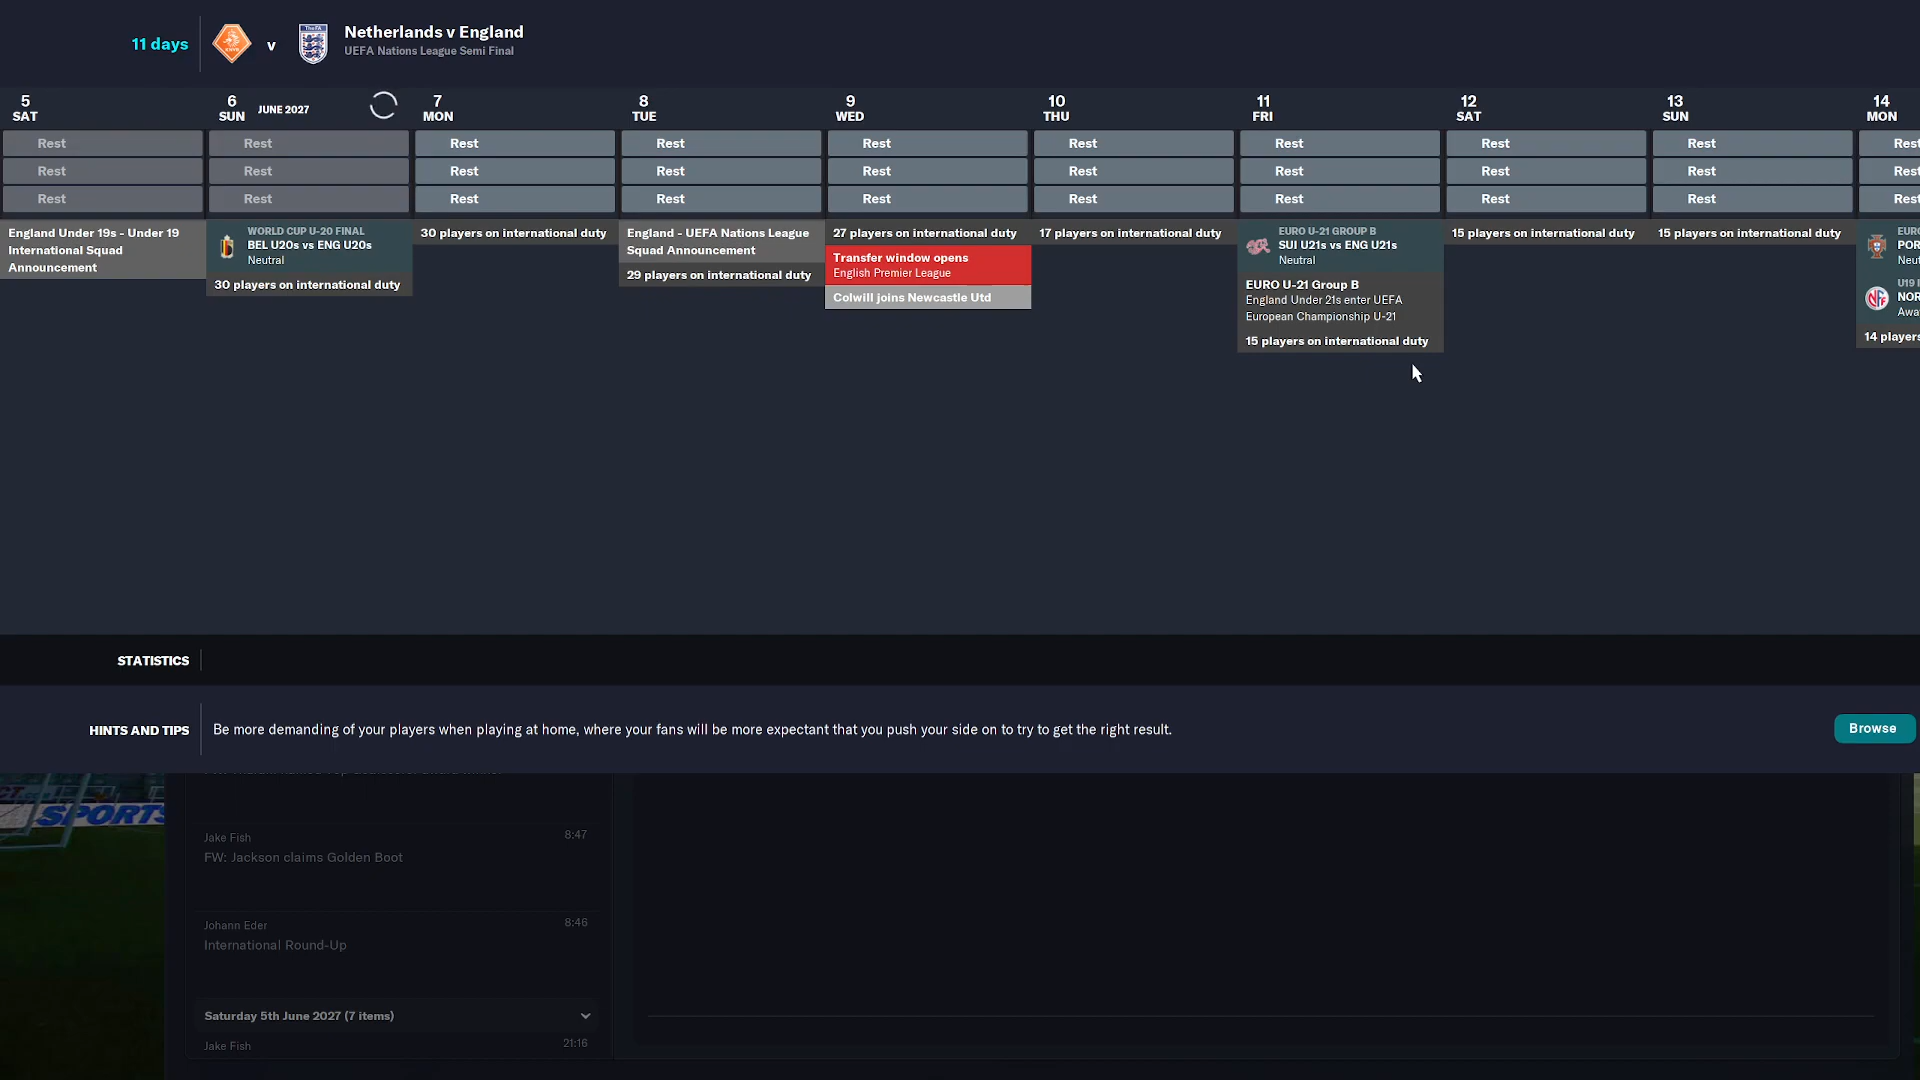 11 days
v
Netherlands v England
UEFA Nations League Semi Final
5
SAT
6
SUN
JUNE 2027
7
MON
8
TUE
9
WED
10
THU
11
FRI
12
SAT
13
SUN
14
MON
Rest Rest Rest Rest Rest Rest Rest Rest Rest Rest
Rest Rest Rest Rest Rest Rest Rest Rest Rest Rest
Rest Rest Rest Rest Rest Rest Rest Rest Rest Rest
England Under 19s - Under 19
International Squad
Announcement
WORLD CUP U-20 FINAL
BEL U20s vs ENG U20s
Neutral
30 players on international duty
30 players on international duty
England - UEFA Nations League
Squad Announcement
29 players on international duty
27 players on international duty
Transfer window opens
English Premier League
Colwill joins Newcastle Utd
17 players on international duty
EURO U-21 GROUP B
SUI U21s vs ENG U21s
Neutral
EURO U-21 Group B
England Under 21s enter UEFA
European Championship U-21
15 players on international duty
15 players on international duty
15 players on international duty
EURO
POR
Neut
U19
NOR
Awa
14 players
STATISTICS
HINTS AND TIPS
Be more demanding of your players when playing at home, where your fans will be more expectant that you push your side on to try to get the right result.
Browse
SPORTS
Jake Fish
8:47
FW: Jackson claims Golden Boot
Johann Eder
8:46
International Round-Up
Saturday 5th June 2027 (7 items)
Jake Fish
21:16